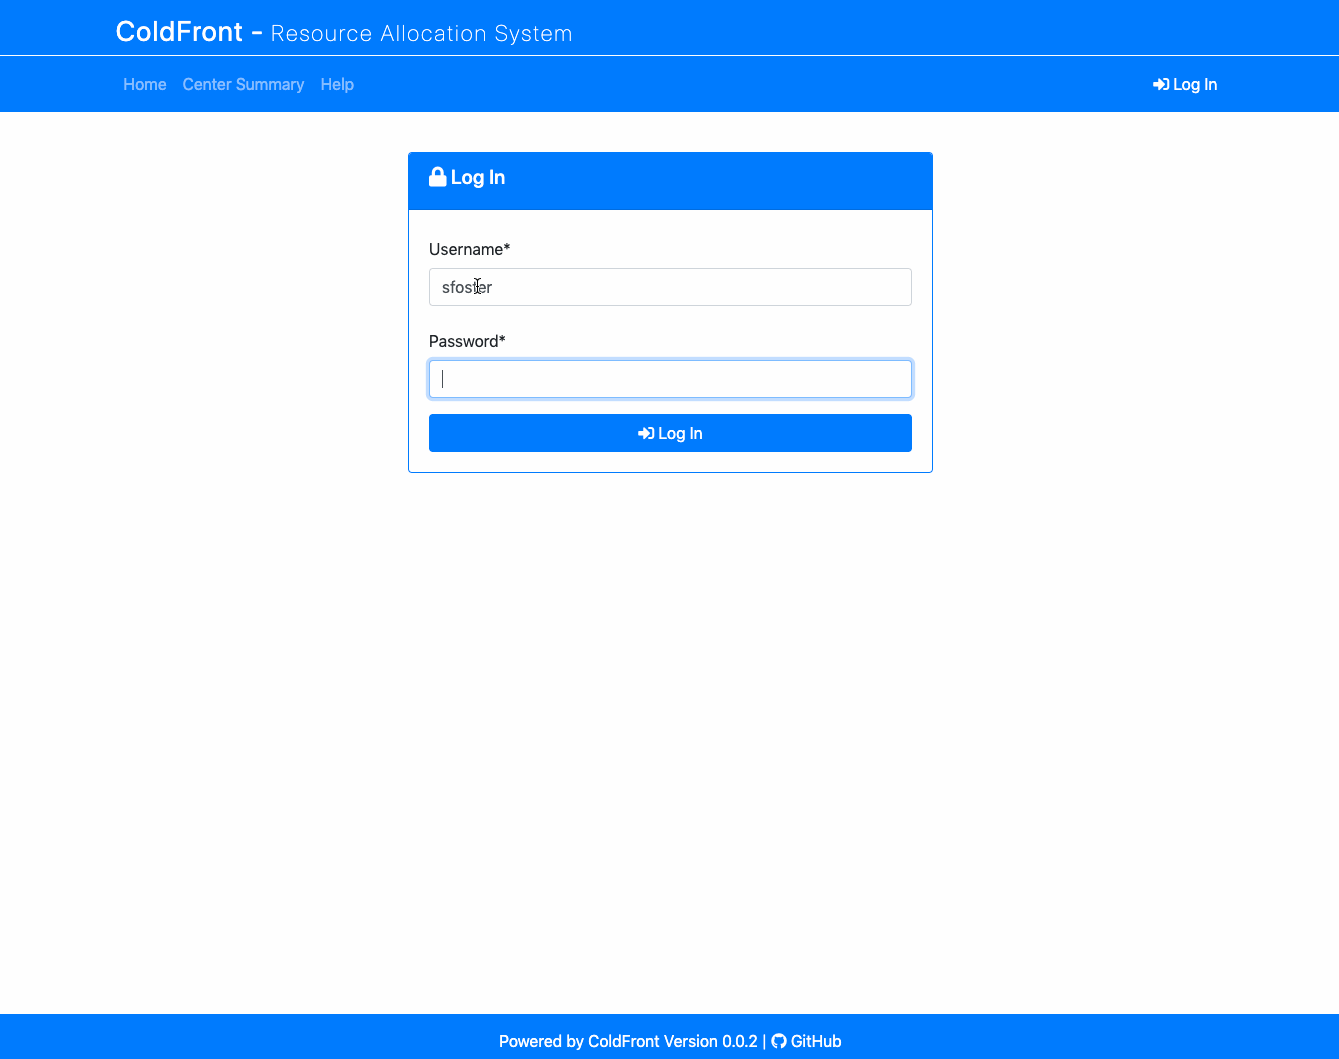 ColdFront - Resource Allocation System
Home Center Summary Help Log In
Log In
Username*
sfoster
Password*
Log In
Powered by ColdFront Version 0.0.2 | GitHub